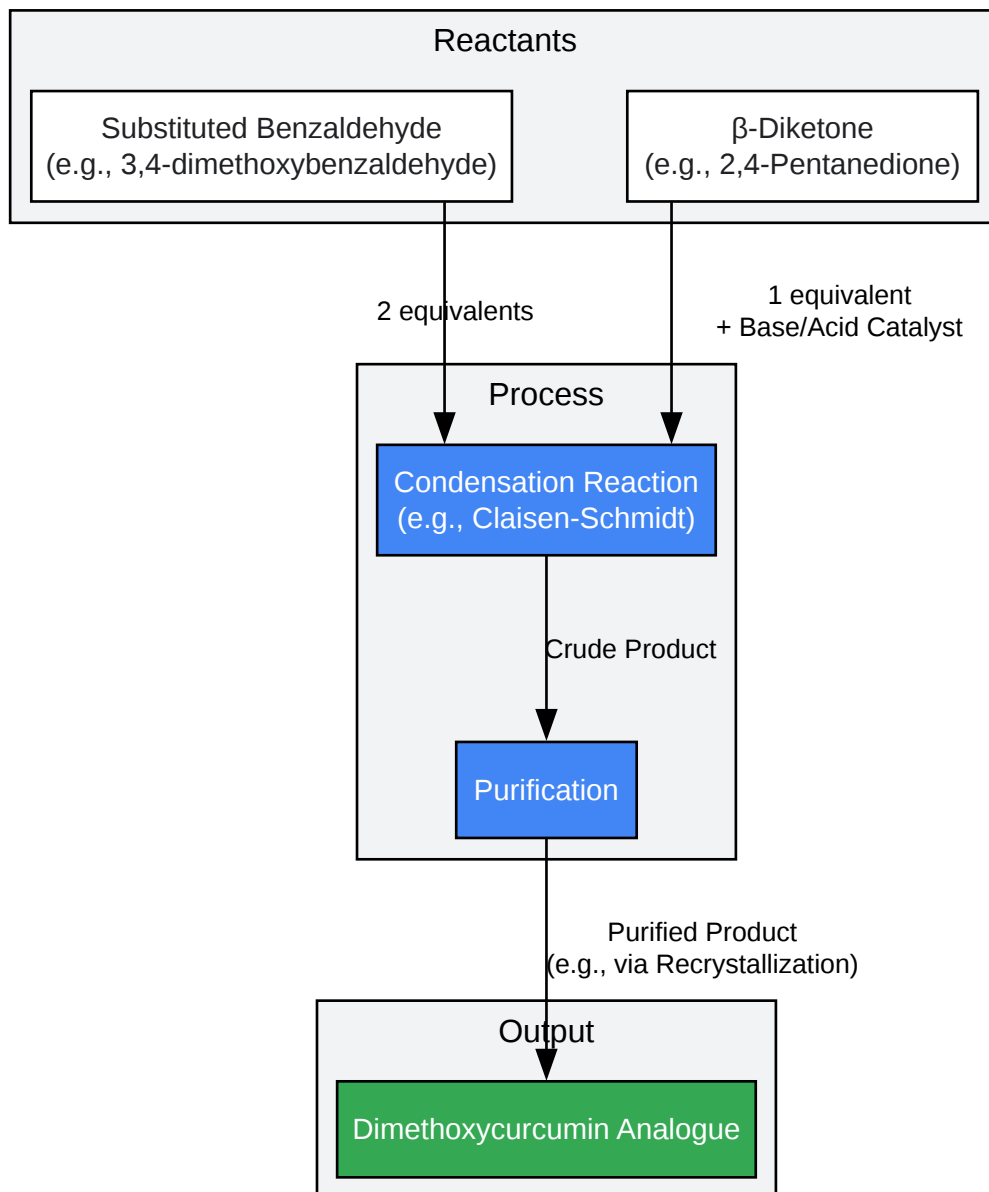 Reactants
Substituted Benzaldehyde
(e.g., 3,4-dimethoxybenzaldehyde)
β-Diketone
(e.g., 2,4-Pentanedione)
2 equivalents
1 equivalent
+ Base/Acid Catalyst
Process
Condensation Reaction
(e.g., Claisen-Schmidt)
Crude Product
Purification
Purified Product
(e.g., via Recrystallization)
Output
Dimethoxycurcumin Analogue